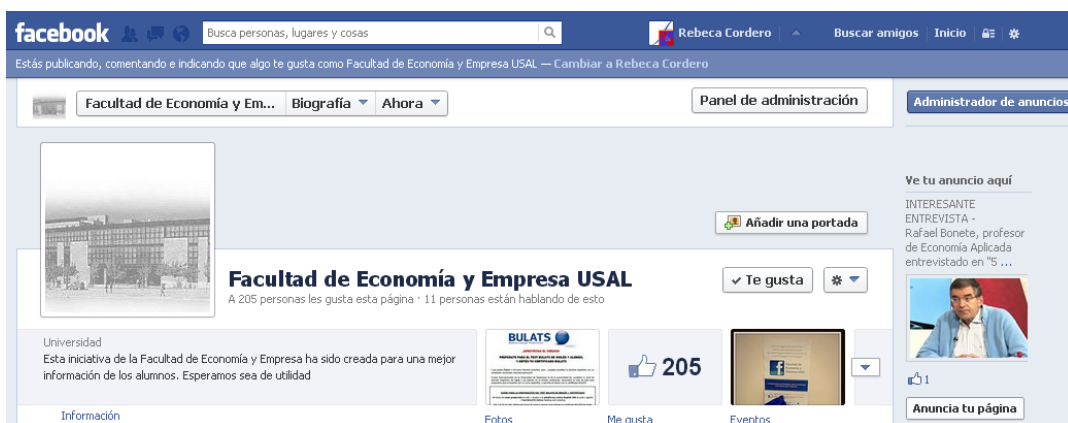 facebook
Busca personas, lugares y cosas
Rebeca Cordero
Buscar amigos
Inicio
Estás publicando, comentando e indicando que algo te gusta como Facultad de Economía y Empresa USAL — Cambiar a Rebeca Cordero
Facultad de Economía y Em...
Biografía
Ahora
Panel de administración
Administrador de anuncios
Ve tu anuncio aquí
INTERESANTE
ENTREVISTA -
Rafael Bonete, profesor
de Economía Aplicada
entrevistado en "5 ...
Añadir una portada
Facultad de Economía y Empresa USAL
A 205 personas les gusta esta página · 11 personas están hablando de esto
Te gusta
Universidad
Esta iniciativa de la Facultad de Economía y Empresa ha sido creada para una mejor
información de los alumnos. Esperamos sea de utilidad
BULATS
205
1
Información
Fotos
Me gusta
Eventos
Anuncia tu página